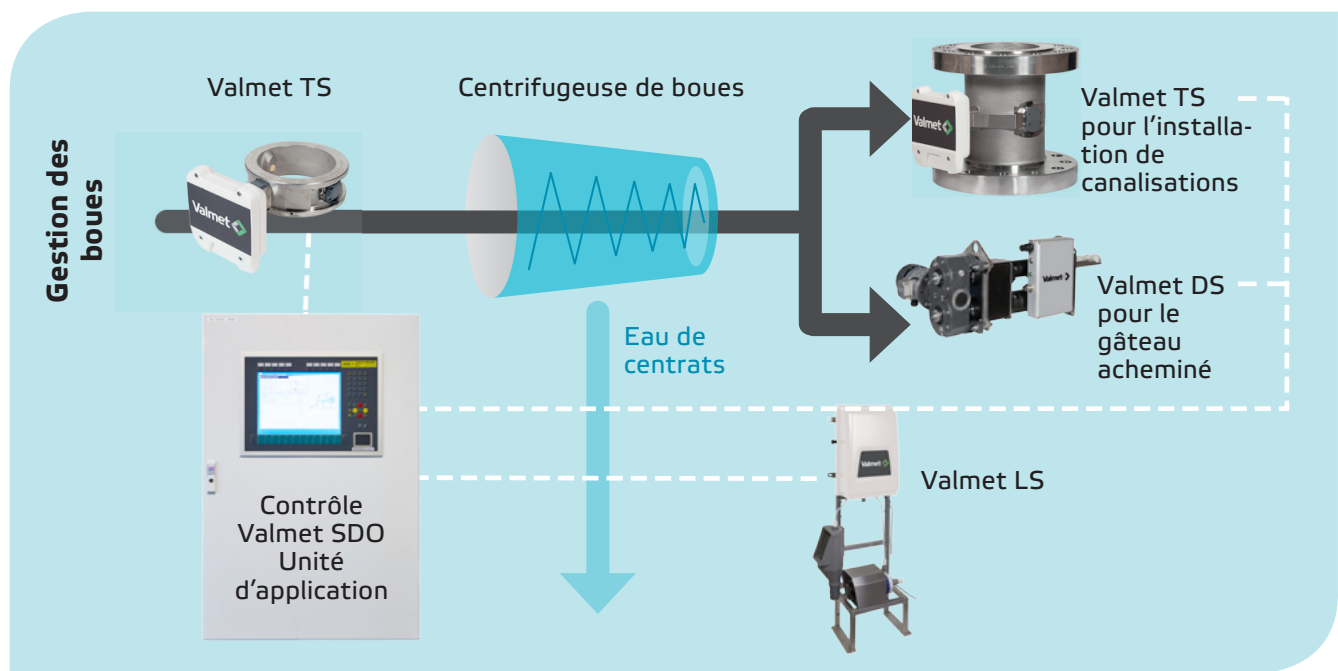 Gestion des
boues
Valmet TS
Valmet
Centrifugeuse de boues
Valmet
Valmet TS
pour l'installa-
tion de
canalisations
Valmet
Valmet DS
pour le
gâteau
acheminé
Eau de
centrats
Contrôle
Valmet SDO
Unité
d'application
Valmet
Valmet LS